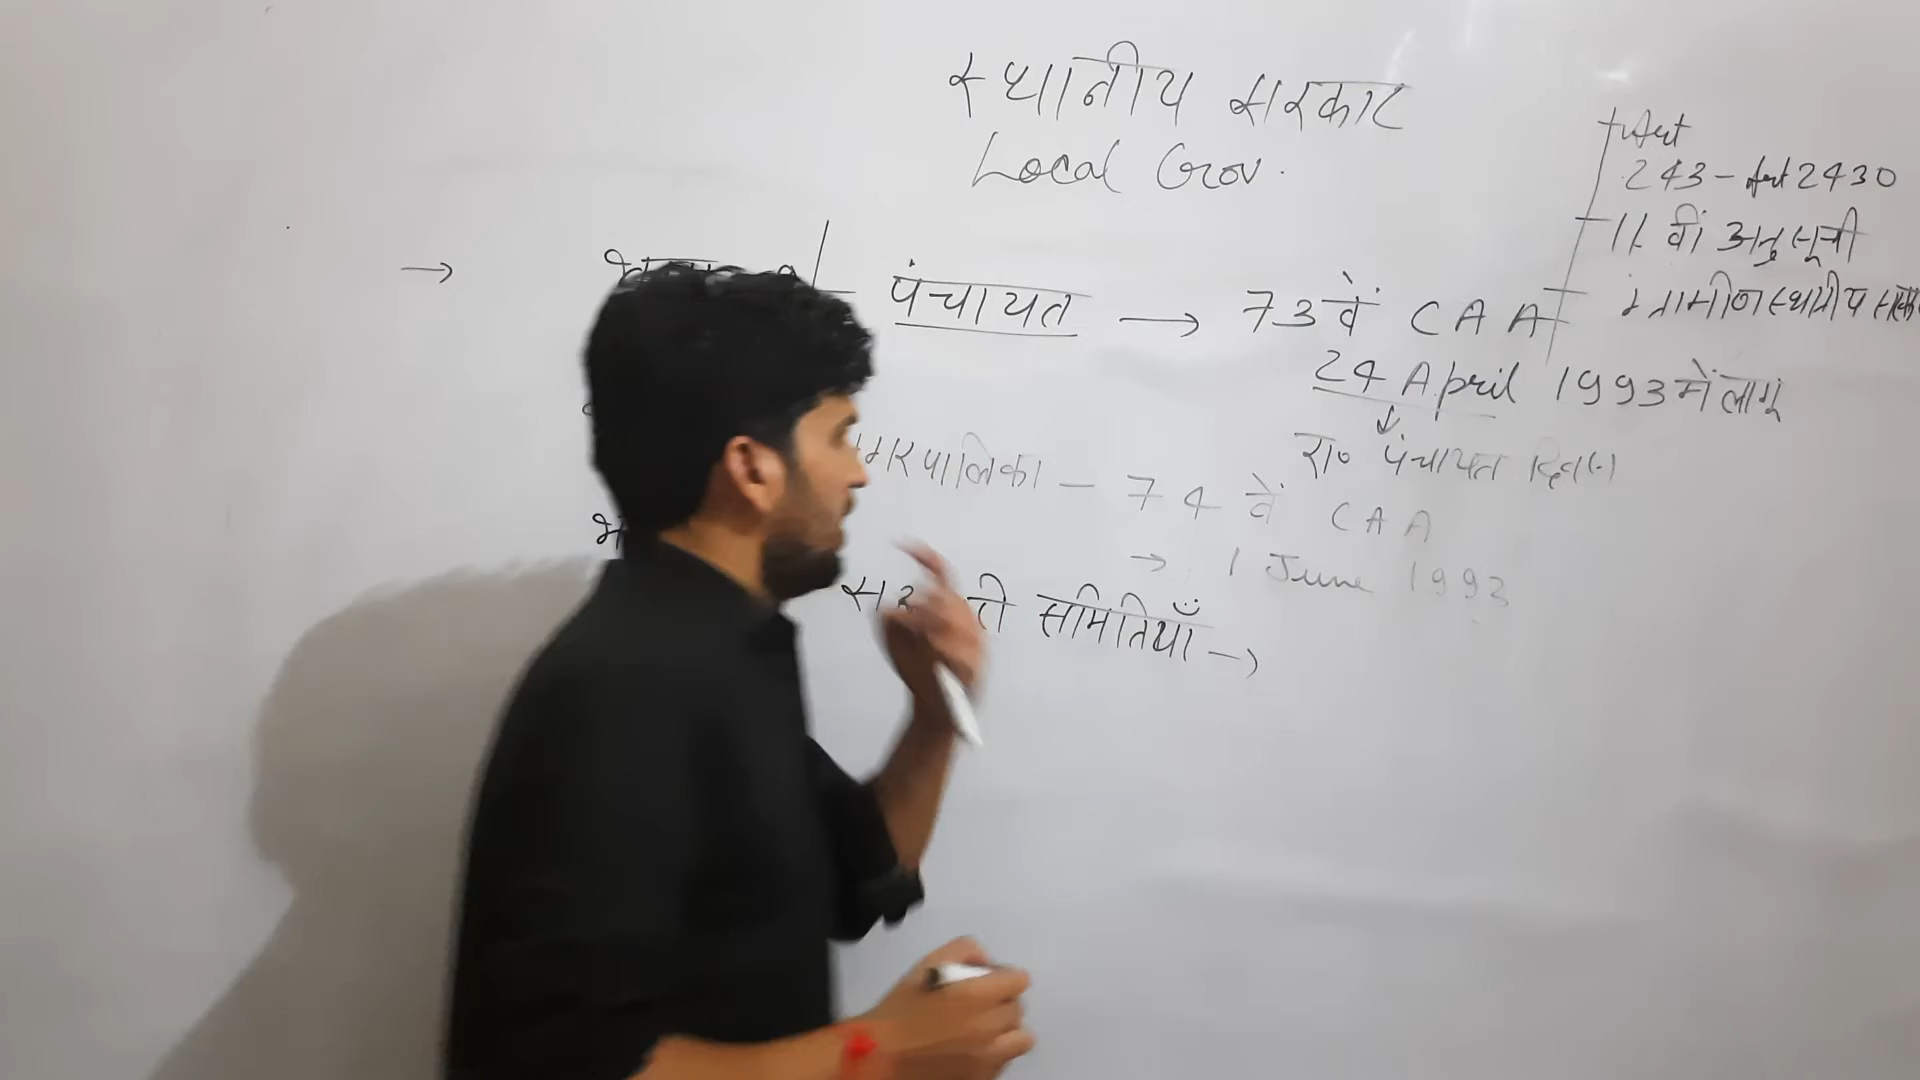 स्थानीय सरकार
Local Gov.
Art
243 - Art 243O
11 वीं अनुसूची
ग्रामीण स्थानीय
→ पंचायत → 73 वें CAA
24 April 1993 में लागू
↓
रा० पंचायत दिवस
पालिका - 74 वें CAA
→ 1 June 1993
समितियाँ →